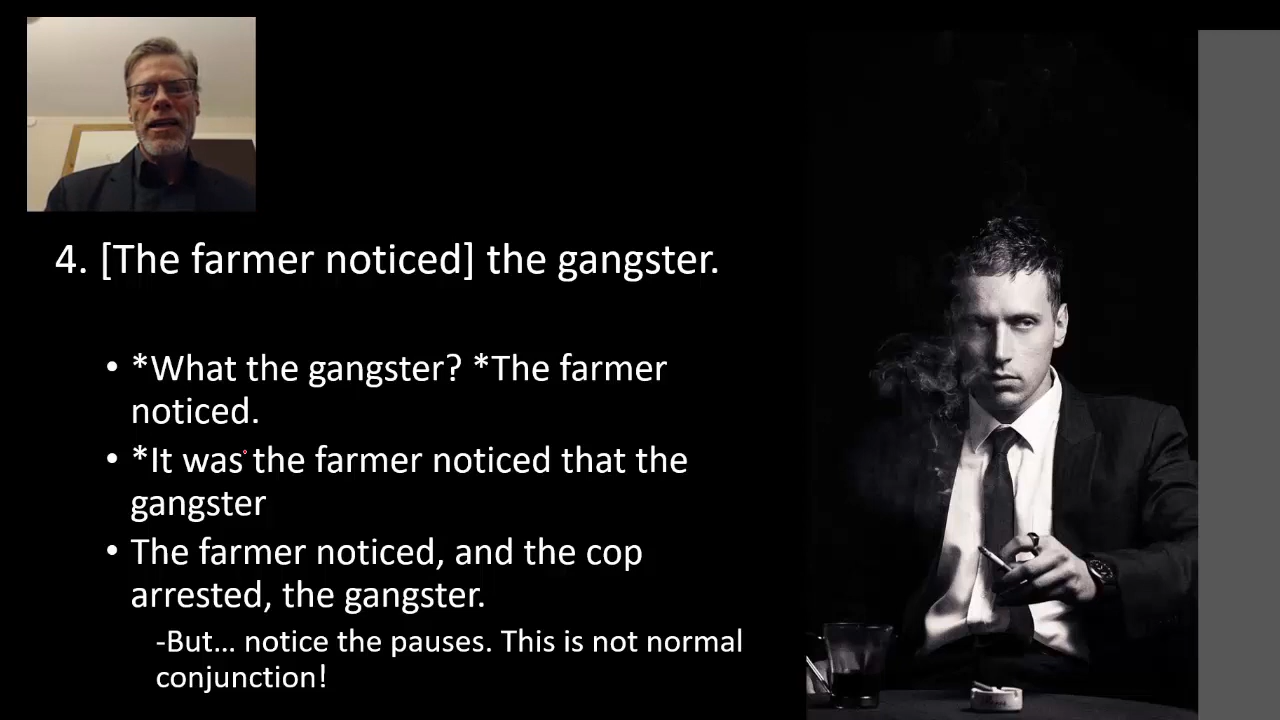 4. [The farmer noticed] the gangster.
• *What the gangster? *The farmer
noticed.
• *It was the farmer noticed that the
gangster
• The farmer noticed, and the cop
arrested, the gangster.
-But… notice the pauses. This is not normal
conjunction!